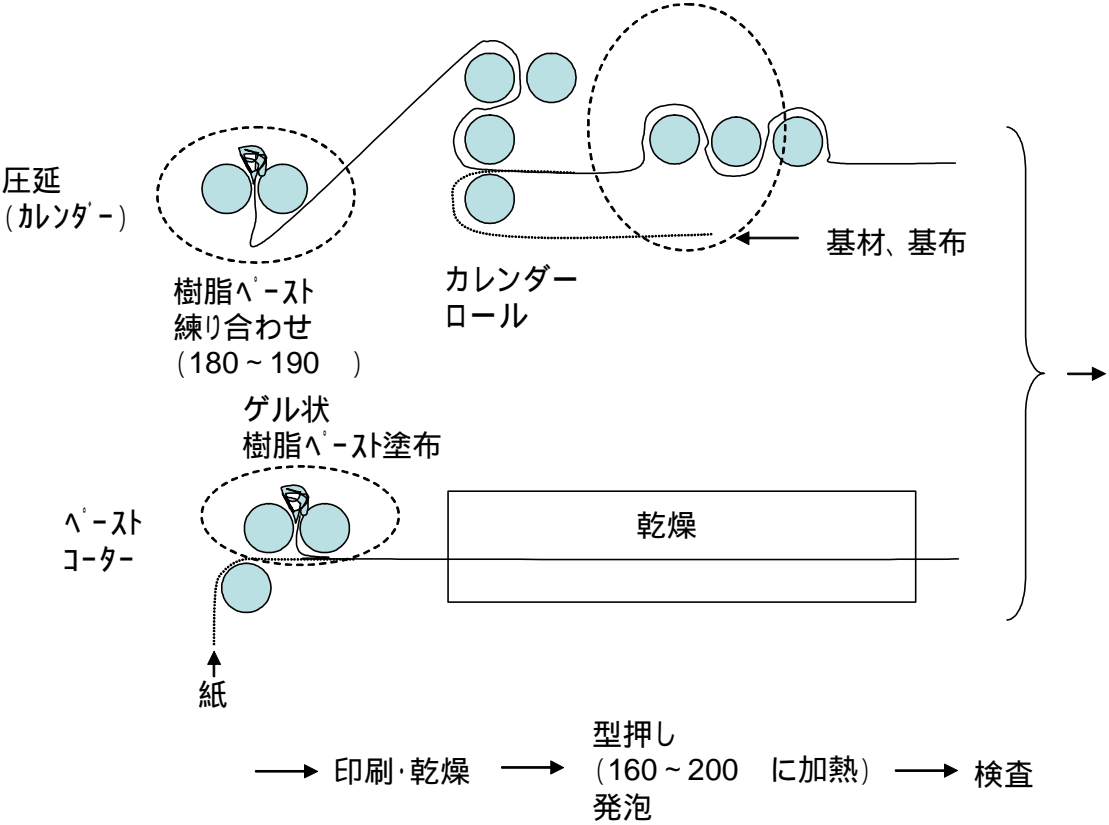 圧延
(ｶﾚﾝﾀﾞｰ)
樹脂ﾍﾟｰｽﾄ
練り合わせ
(180～190　)
カレンダー
ロール
基材、基布
ゲル状
樹脂ﾍﾟｰｽﾄ塗布
ﾍﾟｰｽﾄ
ｺｰﾀｰ
乾燥
紙
印刷･乾燥
型押し
(160～200　に加熱)
発泡
検査